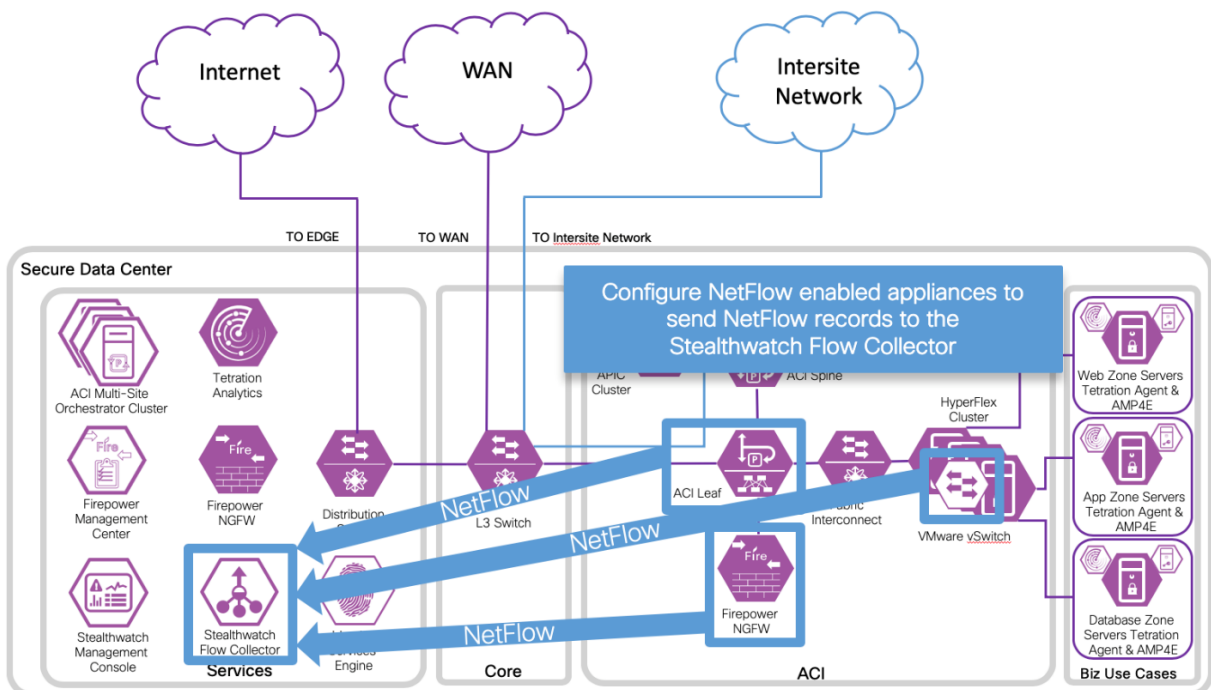 Internet
WAN
Intersite
Network
TO EDGE
TO WAN
TO Intersite Network
Secure Data Center
Configure NetFlow enabled appliances to
send NetFlow records to the
Stealthwatch Flow Collector
ACI Multi-Site
Orchestrator Cluster
Tetration
Analytics
APIC
Cluster
ACI Spine
HyperFlex
Cluster
Web Zone Servers
Tetration Agent &
& AMP4E
Fire
Firepower
Management
Center
Fire
Firepower
NGFW
Distribution
L3 Switch
ACI Leaf
Interconnect
VMware vSwitch
App Zone Servers
Tetration Agent &
& AMP4E
NetFlow
NetFlow
NetFlow
Fire
Firepower
NGFW
Stealthwatch
Management
Console
Stealthwatch
Flow Collector
Engine
Database Zone
Servers Tetration
Agent & AMP4E
Services
Core
ACI
Biz Use Cases